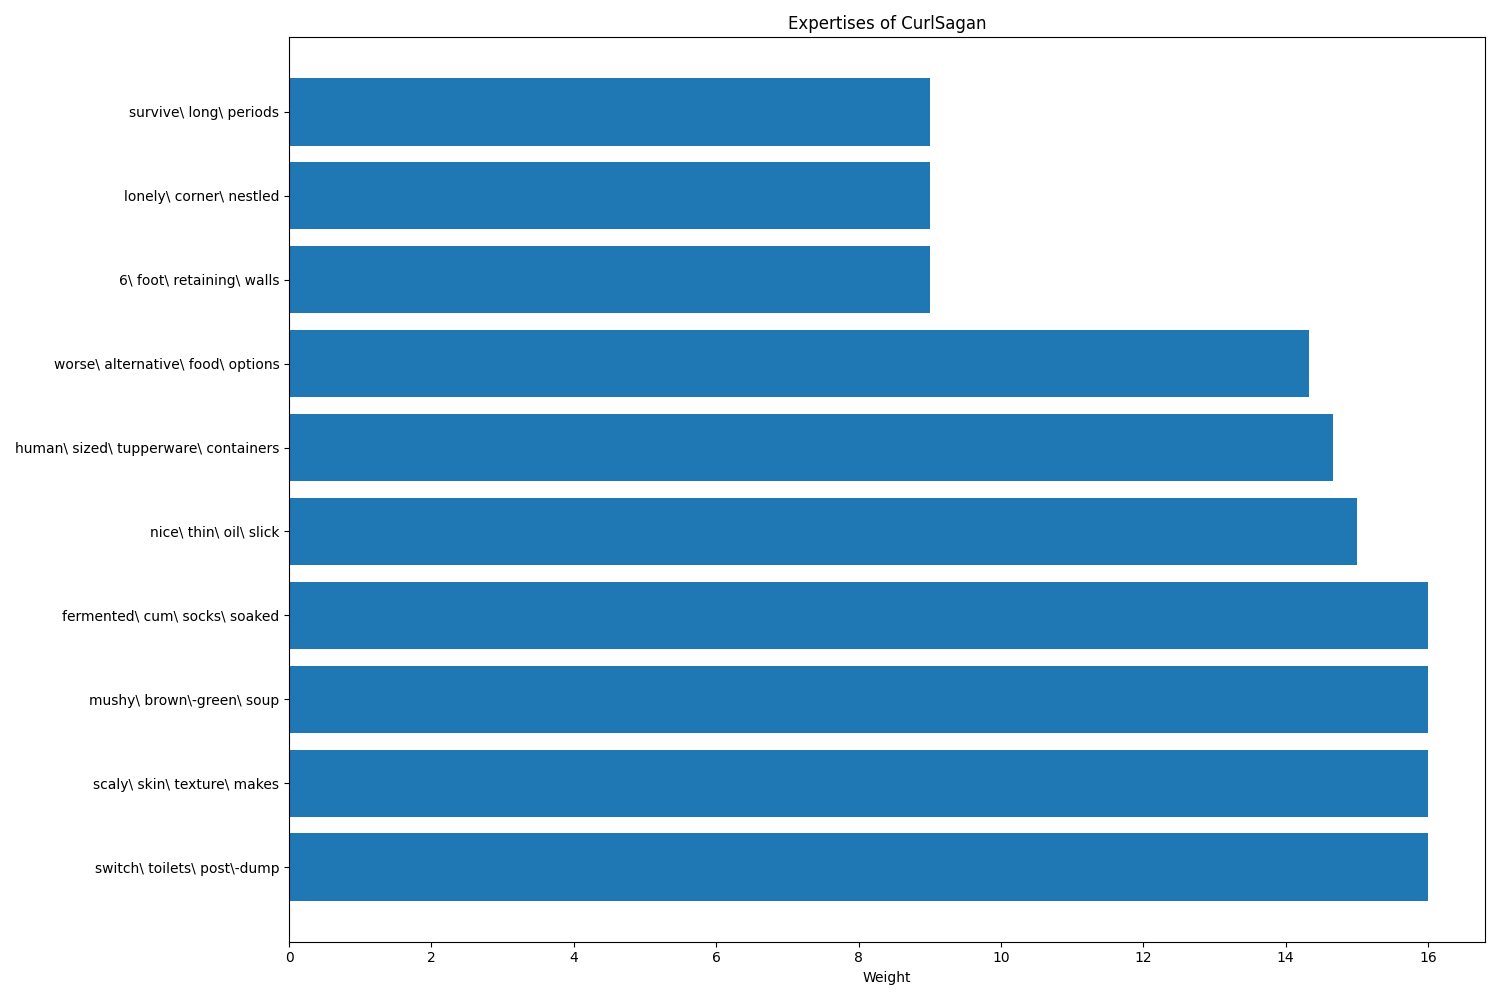 Expertises of CurlSagan
survive\ long\ periods
lonely\ corner\ nestled
6\ foot\ retaining\ walls
worse\ alternative\ food\ options
human\ sized\ tupperware\ containers
nice\ thin\ oil\ slick
fermented\ cum\ socks\ soaked
mushy\ brown\-green\ soup
scaly\ skin\ texture\ makes
switch\ toilets\ post\-dump
0 2 4 6 8 10 12 14 16
Weight